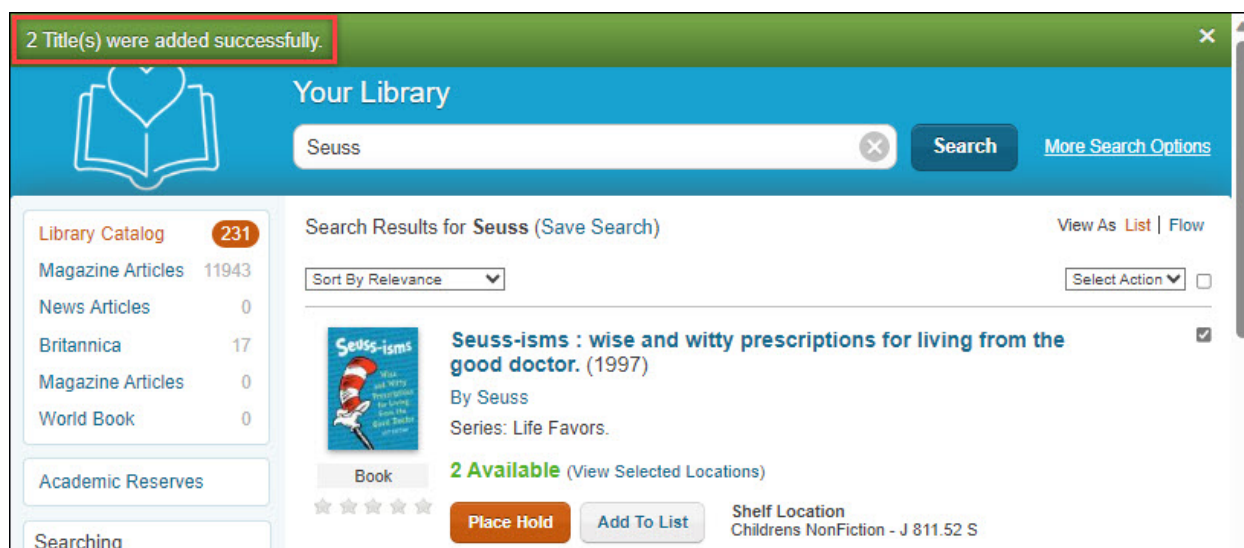 2 Title(s) were added successfully.
Your Library
Seuss
Search
More Search Options
Library Catalog 231
Magazine Articles 11943
News Articles 0
Britannica 17
Magazine Articles 0
World Book 0
Academic Reserves
Searching
Search Results for Seuss (Save Search)
View As List | Flow
Sort By Relevance
Select Action
Seuss-isms
Seuss-isms : wise and witty prescriptions for living from the
good doctor. (1997)
By Seuss
Series: Life Favors.
Book
2 Available (View Selected Locations)
Place Hold
Add To List
Shelf Location
Childrens NonFiction - J 811.52 S